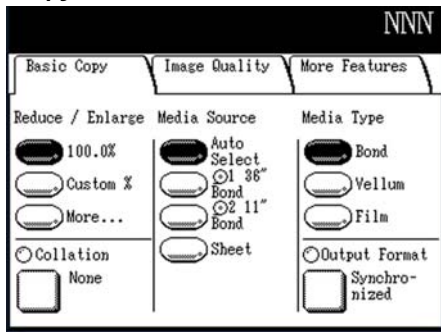 NNN
Basic Copy
Image Quality
More Features
Reduce / Enlarge
100.0%
Custom %
More...
Collation
None
Media Source
Auto
Select
1 36"
Bond
2 11"
Bond
Sheet
Media Type
Bond
Vellum
Film
Output Format
Synchro-
nized